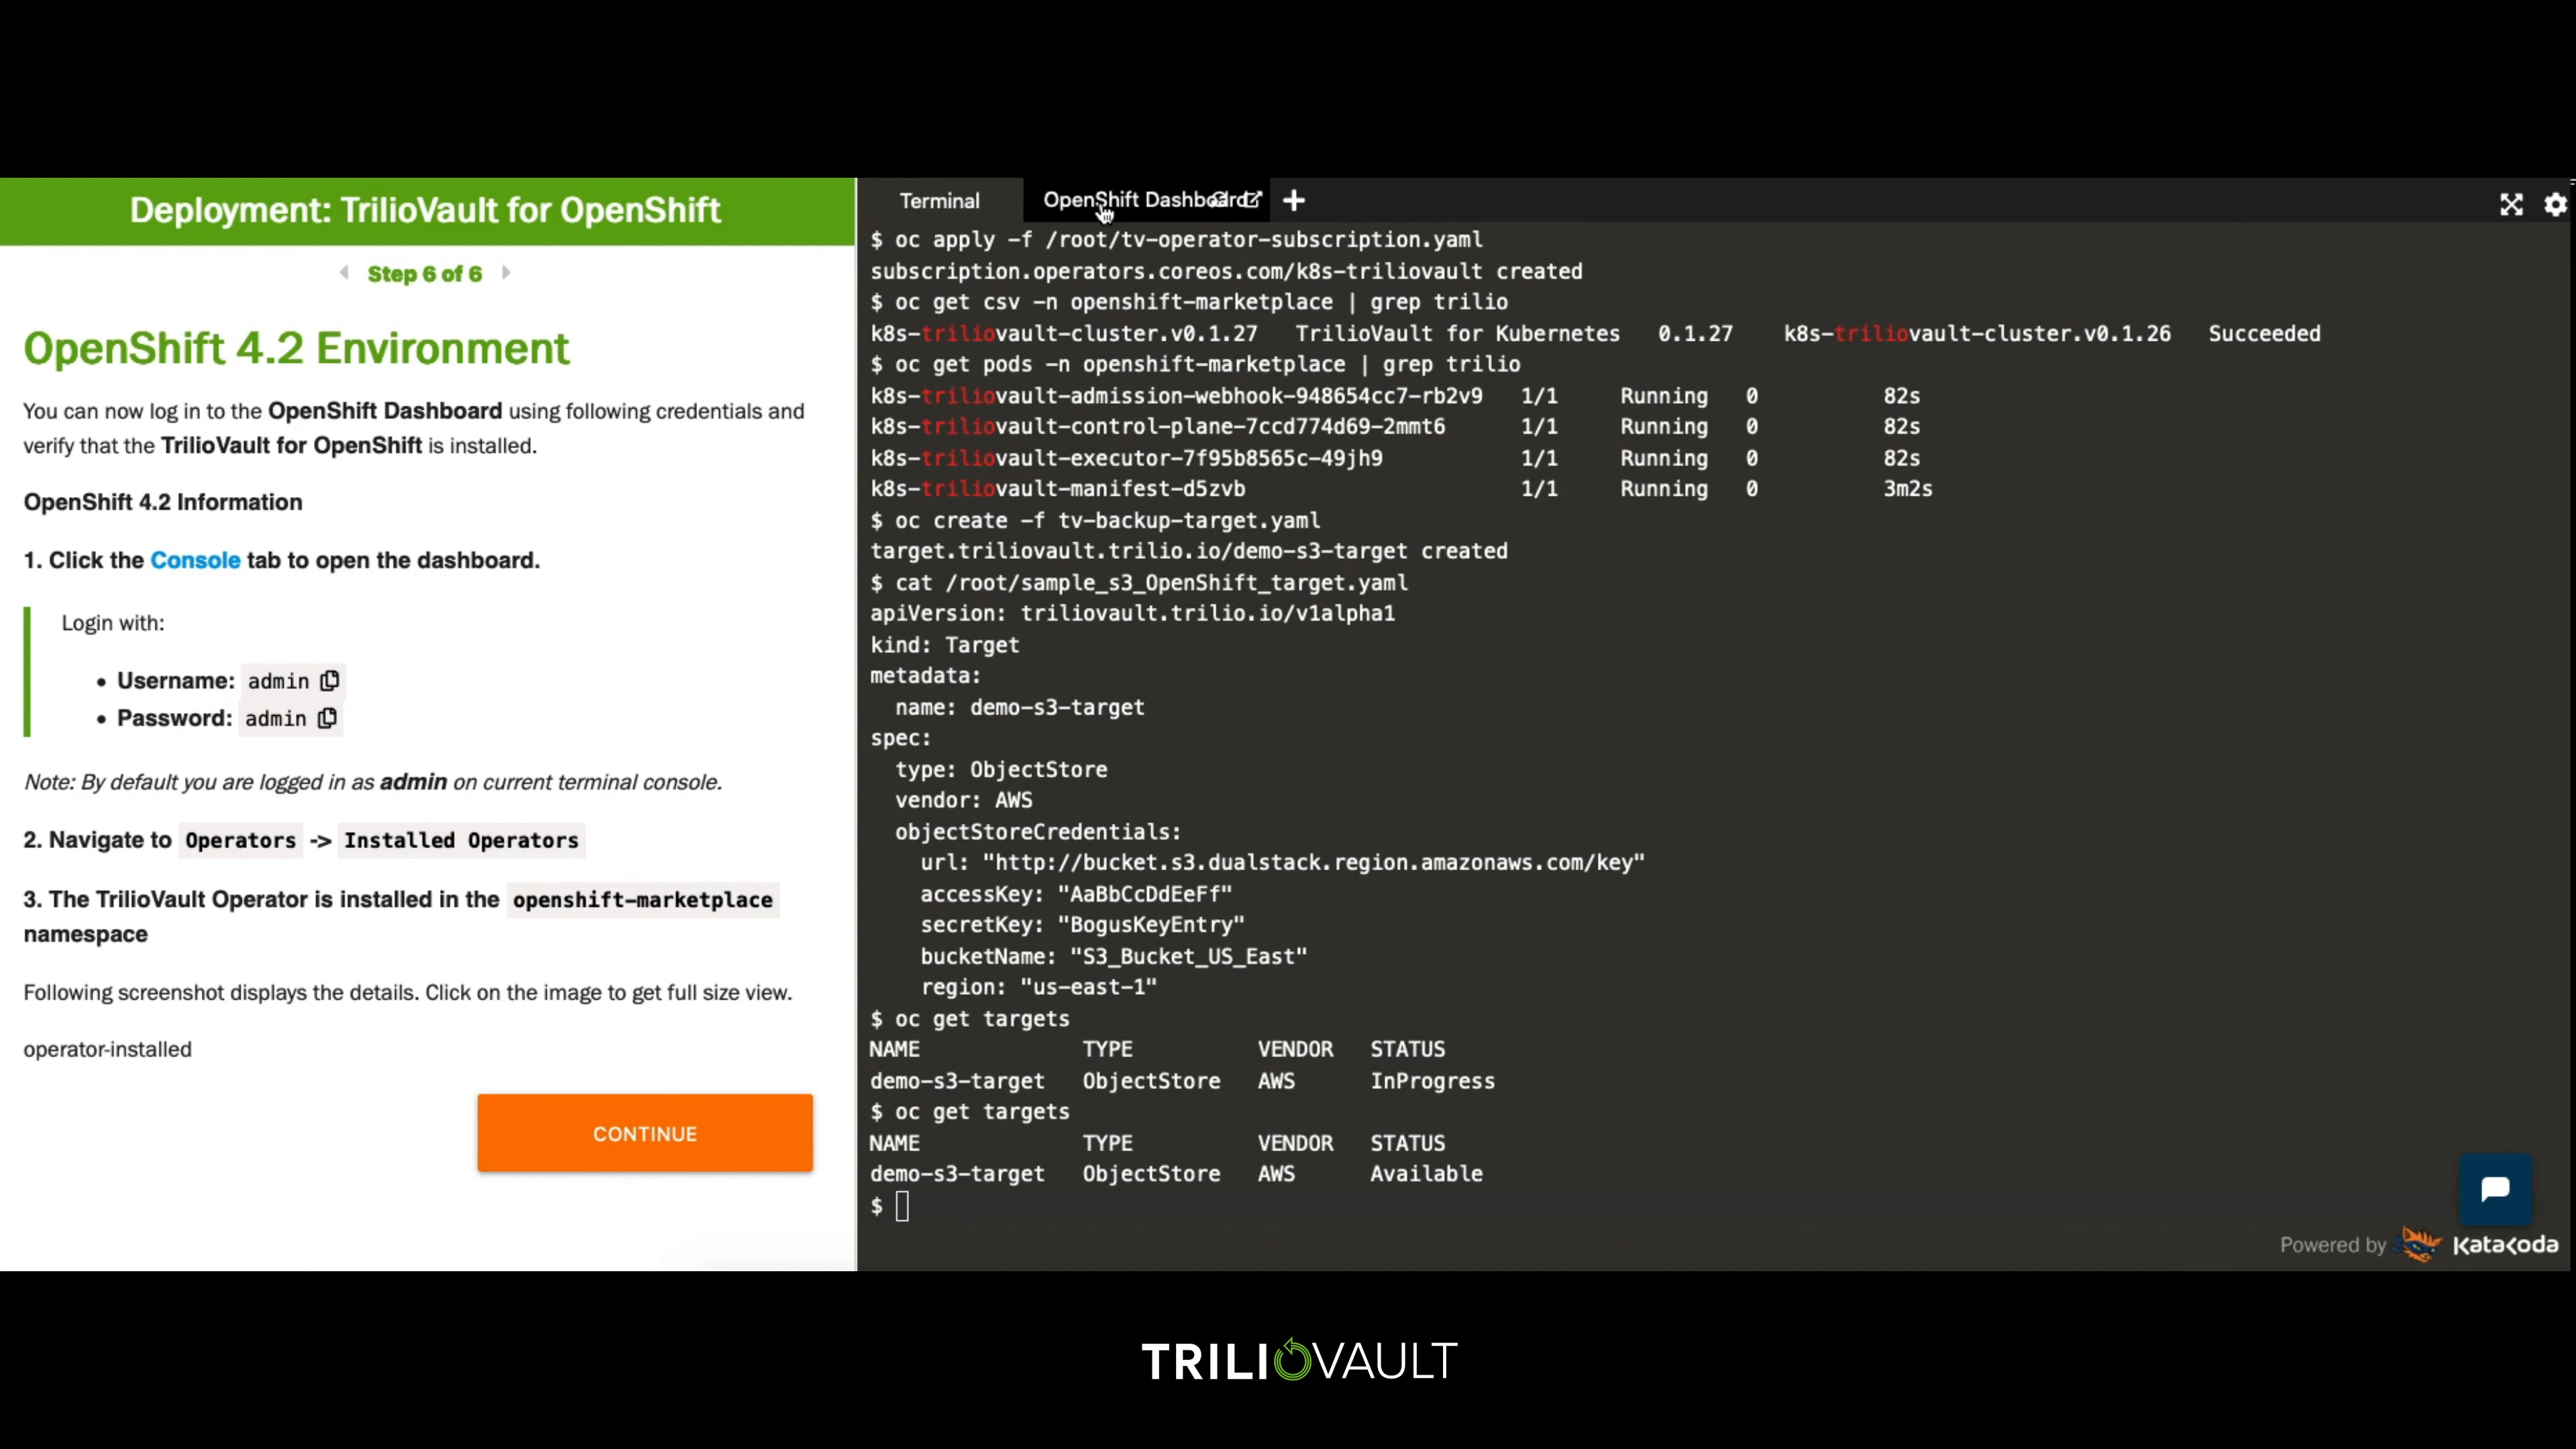 Deployment: TrilioVault for OpenShift
Step 6 of 6
OpenShift 4.2 Environment
You can now log in to the OpenShift Dashboard using following credentials and
verify that the TrilioVault for OpenShift is installed.
OpenShift 4.2 Information
1. Click the Console tab to open the dashboard.
Login with:
• Username: admin
• Password: admin
Note: By default you are logged in as admin on current terminal console.
2. Navigate to Operators -> Installed Operators
3. The TrilioVault Operator is installed in the openshift-marketplace
namespace
Following screenshot displays the details. Click on the image to get full size view.
operator-installed
CONTINUE
Terminal
OpenShift Dashboard
+
$ oc apply -f /root/tv-operator-subscription.yaml
subscription.operators.coreos.com/k8s-triliovault created
$ oc get csv -n openshift-marketplace | grep trilio
k8s-triliovault-cluster.v0.1.27   TrilioVault for Kubernetes   0.1.27   k8s-triliovault-cluster.v0.1.26   Succeeded
$ oc get pods -n openshift-marketplace | grep trilio
k8s-triliovault-admission-webhook-948654cc7-rb2v9   1/1   Running   0   82s
k8s-triliovault-control-plane-7ccd774d69-2mmt6   1/1   Running   0   82s
k8s-triliovault-executor-7f95b8565c-49jh9   1/1   Running   0   82s
k8s-triliovault-manifest-d5zvb   1/1   Running   0   3m2s
$ oc create -f tv-backup-target.yaml
target.triliovault.trilio.io/demo-s3-target created
$ cat /root/sample_s3_OpenShift_target.yaml
apiVersion: triliovault.trilio.io/v1alpha1
kind: Target
metadata:
  name: demo-s3-target
spec:
  type: ObjectStore
  vendor: AWS
  objectStoreCredentials:
    url: "http://bucket.s3.dualstack.region.amazonaws.com/key"
    accessKey: "AaBbCcDdEeFf"
    secretKey: "BogusKeyEntry"
    bucketName: "S3_Bucket_US_East"
    region: "us-east-1"
$ oc get targets
NAME   TYPE   VENDOR   STATUS
demo-s3-target   ObjectStore   AWS   InProgress
$ oc get targets
NAME   TYPE   VENDOR   STATUS
demo-s3-target   ObjectStore   AWS   Available
$
Powered by Katacoda
TRILIOVAULT